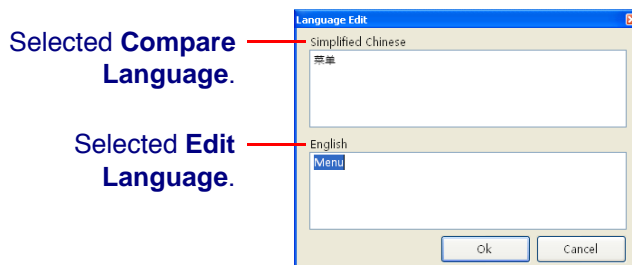 Language Edit
Selected Compare
Language.
Simplified Chinese
菜单
Selected Edit
Language.
English
Menu
Ok
Cancel